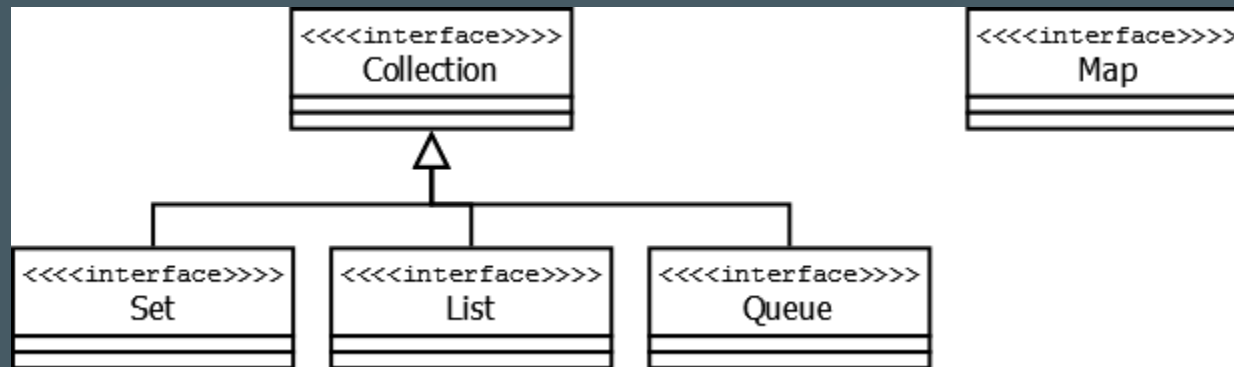 <<<<interface>>>>
Collection
<<<<interface>>>>
Map
<<<<interface>>>>
Set
<<<<interface>>>>
List
<<<<interface>>>>
Queue